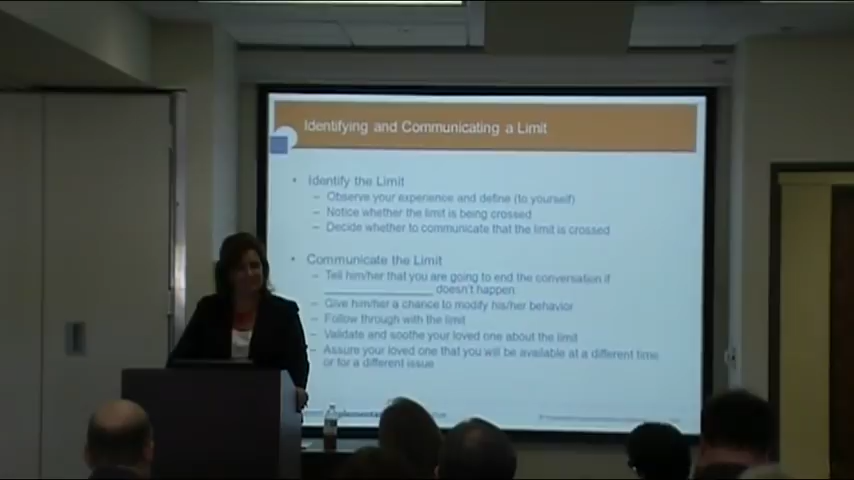 Identifying and Communicating a Limit
• Identify the Limit
– Observe your experience and define (to yourself)
– Notice whether the limit is being crossed
– Decide whether to communicate that the limit is crossed
• Communicate the Limit
– Tell him/her that you are going to end the conversation if
____________________ doesn't happen
– Give him/her a chance to modify his/her behavior
– Follow through with the limit
– Validate and soothe your loved one about the limit
– Assure your loved one that you will be available at a different time
or for a different issue